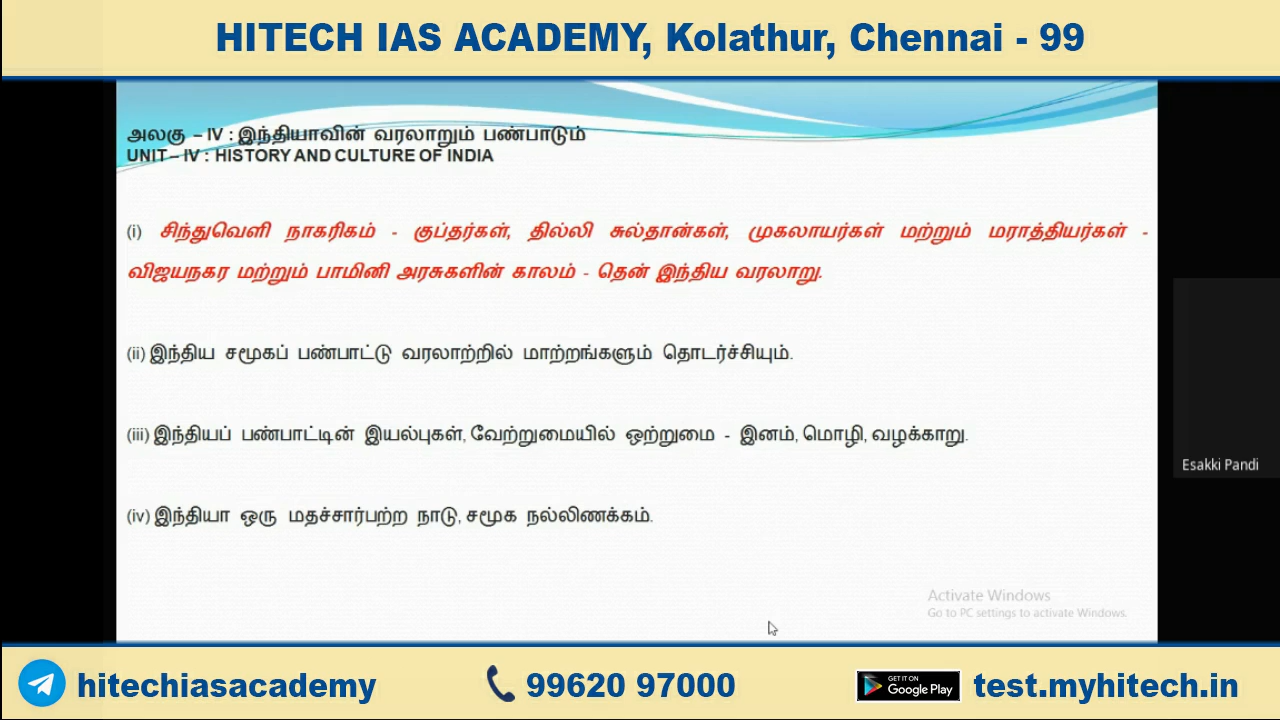 HITECH IAS ACADEMY, Kolathur, Chennai - 99
அலகு – IV : இந்தியாவின் வரலாறும் பண்பாடும்
UNIT – IV : HISTORY AND CULTURE OF INDIA
(i) சிந்துவெளி நாகரிகம் - குப்தர்கள், தில்லி சுல்தான்கள், முகலாயர்கள் மற்றும் மராத்தியர்கள் -
விஜயநகர மற்றும் பாமினி அரசுகளின் காலம் - தென் இந்திய வரலாறு.
(ii) இந்திய சமூகப் பண்பாட்டு வரலாற்றில் மாற்றங்களும் தொடர்ச்சியும்.
(iii) இந்தியப் பண்பாட்டின் இயல்புகள், வேற்றுமையில் ஒற்றுமை - இனம், மொழி, வழக்காறு.
Esakki Pandi
(iv) இந்தியா ஒரு மதச்சார்பற்ற நாடு, சமூக நல்லிணக்கம்.
Activate Windows
Go to PC settings to activate Windows.
hitechiasacademy
99620 97000
GET IT ON
Google Play
test.myhitech.in